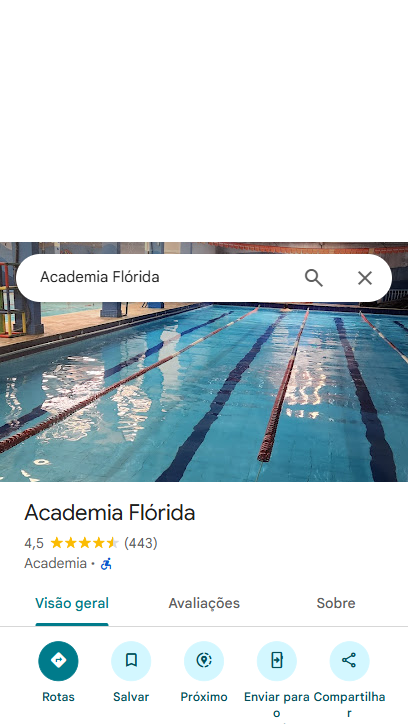 Academia Flórida
Academia Flórida
4,5 (443)
Academia ·
Visão geral Avaliações Sobre
Rotas Salvar Próximo Enviar para o Compartilhar